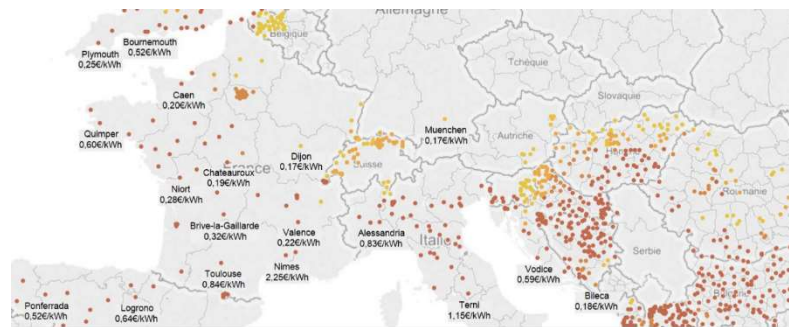 Allemagne
Belgique
Bournemouth
0,52€/kWh
Plymouth
0,25€/kWh
Tchéquie
Caen
0,20€/kWh
Slovaquie
Quimper
0,60€/kWh
Muenchen
0,17€/kWh
Autriche
Hongrie
Dijon
0,17€/kWh
Suisse
Chateauroux
0,19€/kWh
France
Niort
0,28€/kWh
Roumanie
Brive-la-Gaillarde
0,32€/kWh
Valence
0,22€/kWh
Alessandria
0,83€/kWh
Italie
Serbie
Toulouse
0,84€/kWh
Nimes
2,25€/kWh
Vodice
0,59€/kWh
Bileca
0,18€/kWh
Ponferrada
0,52€/kWh
Logrono
0,64€/kWh
Terni
1,15€/kWh